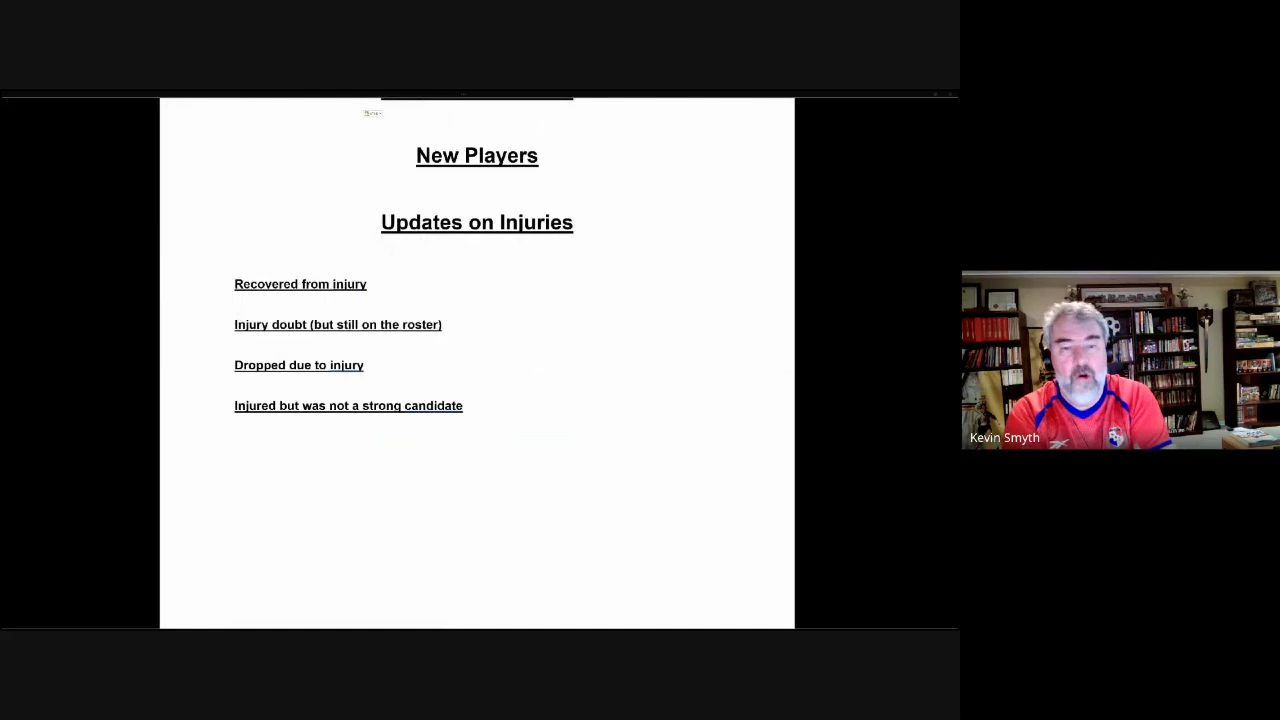 New Players
Updates on Injuries
Recovered from injury
Injury doubt (but still on the roster)
Dropped due to injury
Injured but was not a strong candidate
Kevin Smyth